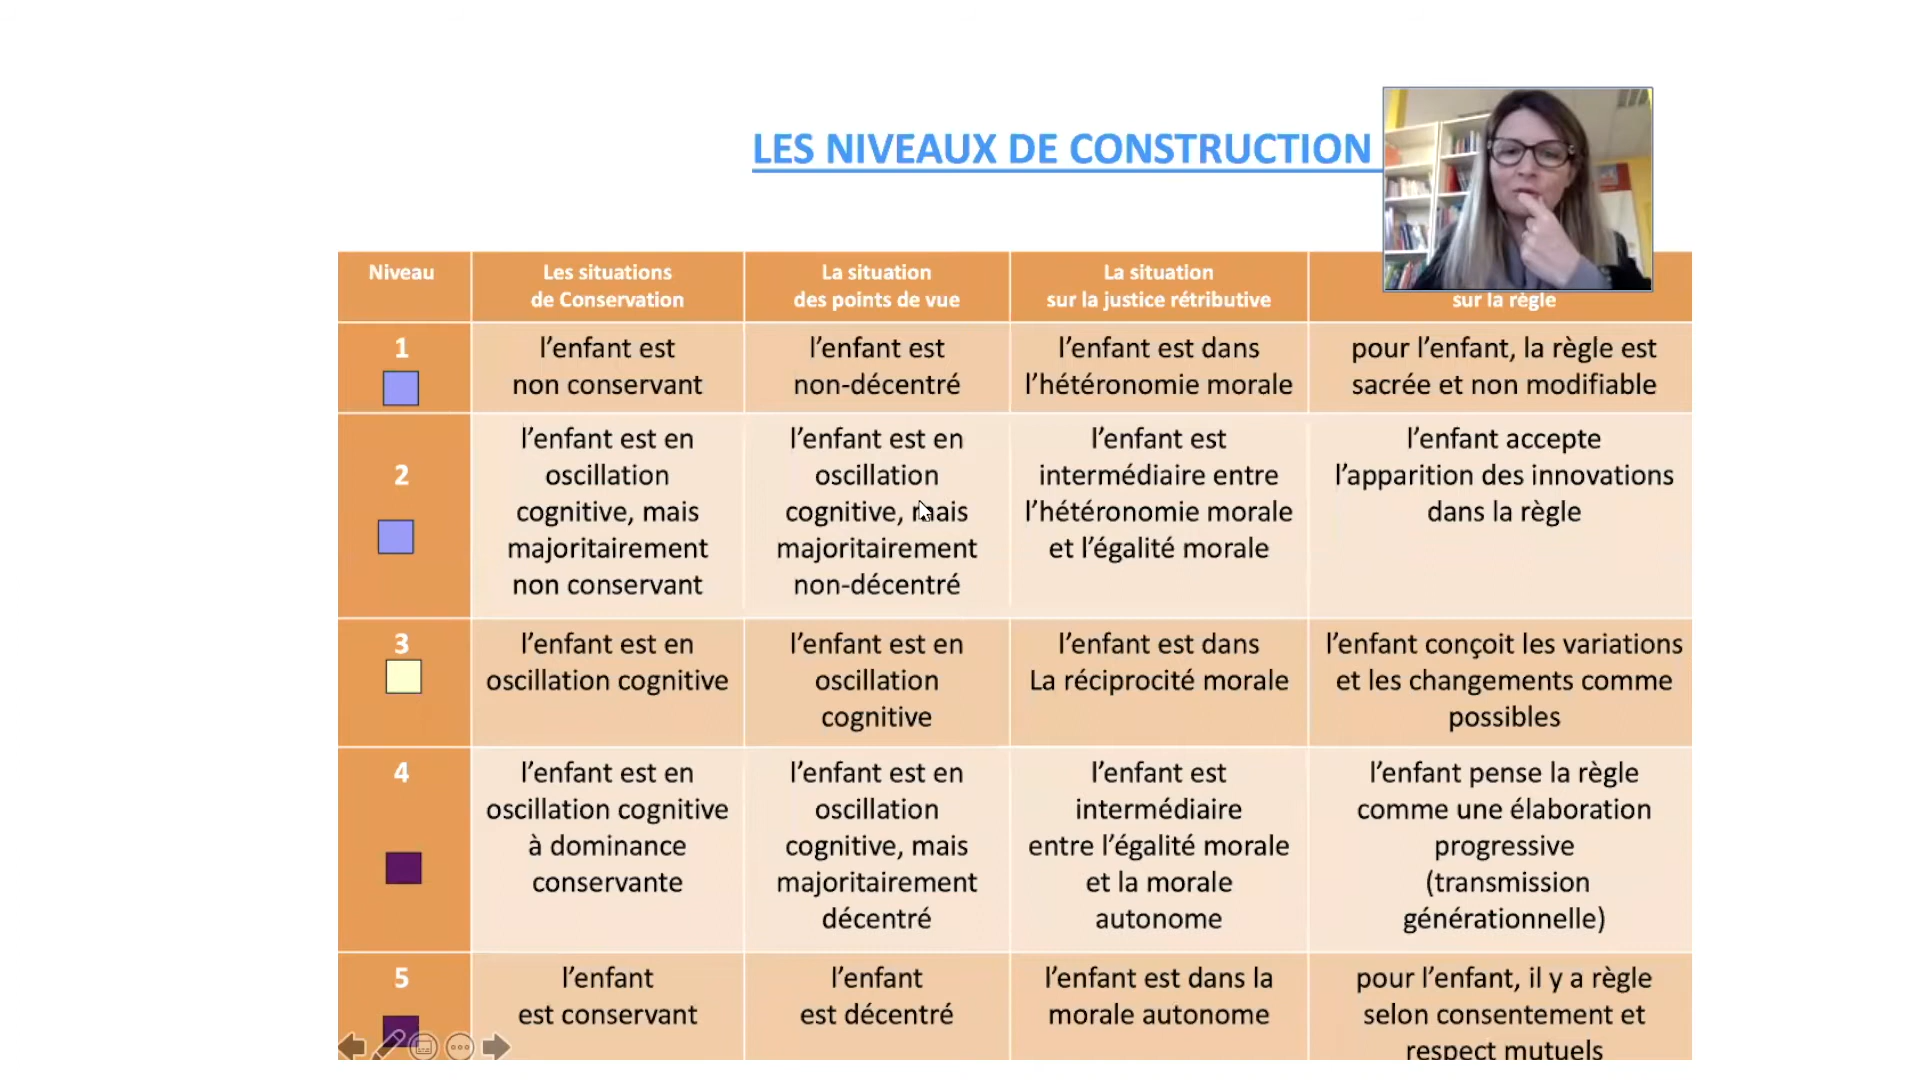 LES NIVEAUX DE CONSTRUCTION
Niveau
Les situations
de Conservation
La situation
des points de vue
La situation
sur la justice rétributive
sur la règle
1
l’enfant est
non conservant
l’enfant est
non-décentré
l’enfant est dans
l’hétéronomie morale
pour l’enfant, la règle est
sacrée et non modifiable
2
l’enfant est en
oscillation
cognitive, mais
majoritairement
non conservant
l’enfant est en
oscillation
cognitive, mais
majoritairement
non-décentré
l’enfant est
intermédiaire entre
l’hétéronomie morale
et l’égalité morale
l’enfant accepte
l’apparition des innovations
dans la règle
3
l’enfant est en
oscillation cognitive
l’enfant est en
oscillation
cognitive
l’enfant est dans
La réciprocité morale
l’enfant conçoit les variations
et les changements comme
possibles
4
l’enfant est en
oscillation cognitive
à dominance
conservante
l’enfant est en
oscillation
cognitive, mais
majoritairement
décentré
l’enfant est
intermédiaire
entre l’égalité morale
et la morale
autonome
l’enfant pense la règle
comme une élaboration
progressive
(transmission
générationnelle)
5
l’enfant
est conservant
l’enfant
est décentré
l’enfant est dans la
morale autonome
pour l’enfant, il y a règle
selon consentement et
respect mutuels